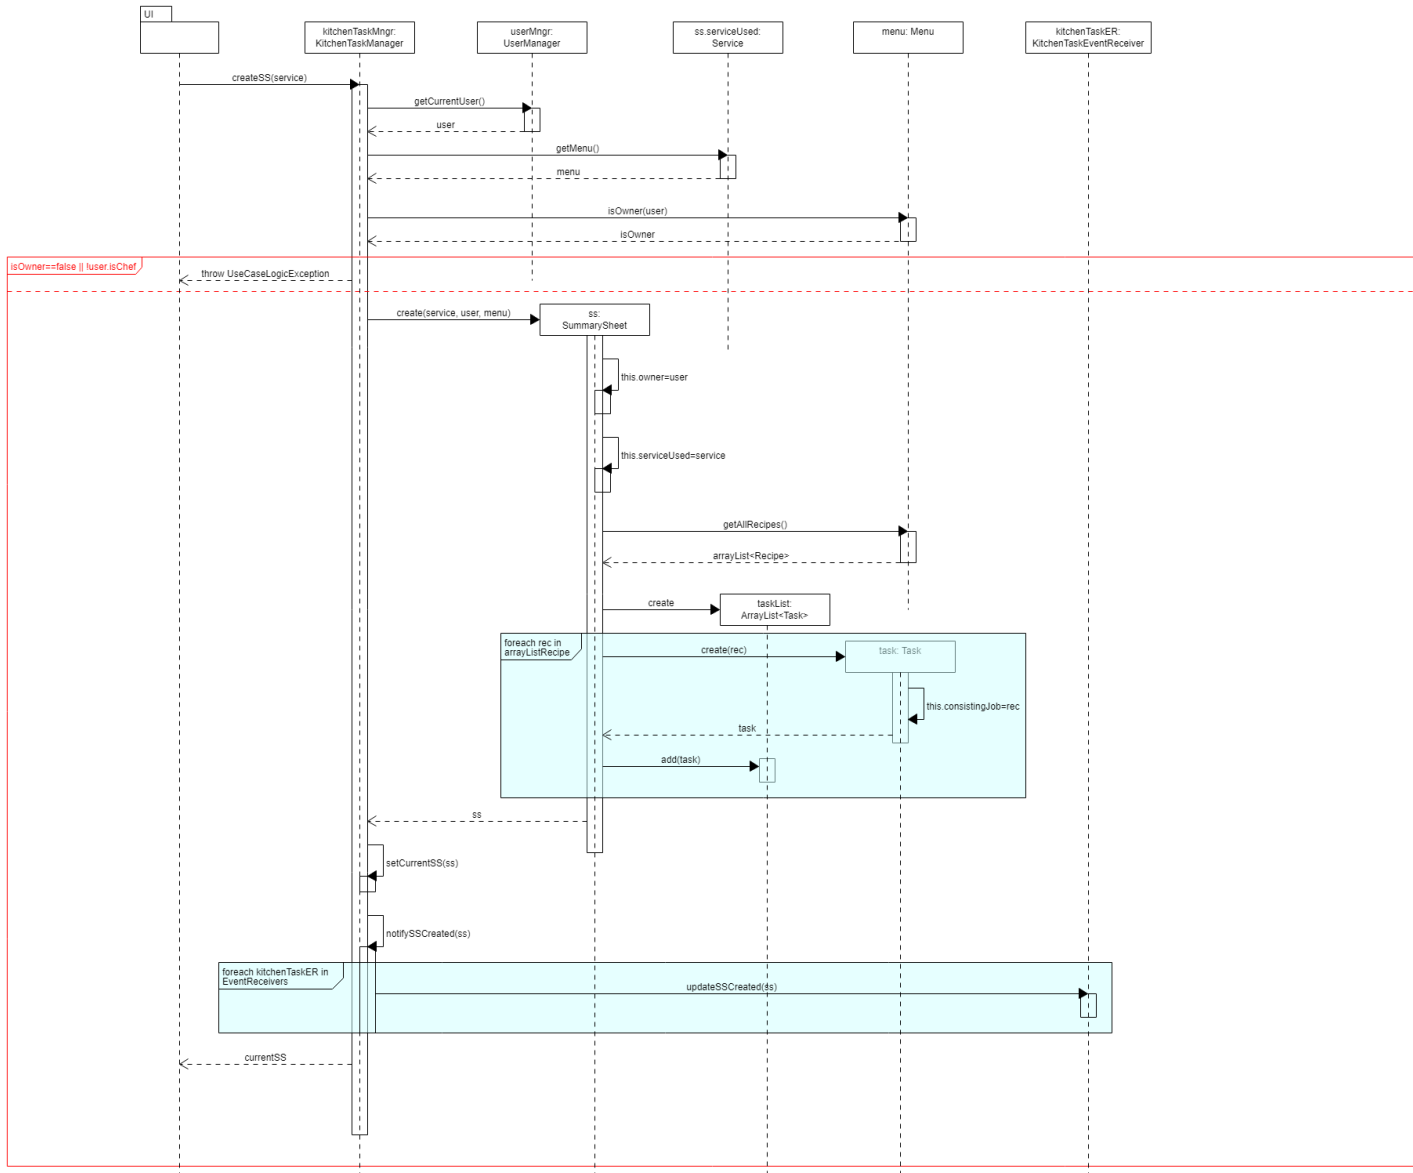 UI
kitchenTaskMngr:
KitchenTaskManager
userMngr:
UserManager
ss.serviceUsed:
Service
menu: Menu
kitchenTaskER:
KitchenTaskEventReceiver
createSS(service)
getCurrentUser()
user
getMenu()
menu
isOwner(user)
isOwner
isOwner==false || !user.isChef
throw UseCaseLogicException
create(service, user, menu)
ss:
SummarySheet
this.owner=user
this.serviceUsed=service
getAllRecipes()
arrayList<Recipe>
create
taskList:
ArrayList<Task>
foreach rec in
arrayListRecipe
create(rec)
task: Task
this.consistingJob=rec
task
add(task)
ss
setCurrentSS(ss)
notifySSCreated(ss)
foreach kitchenTaskER in
EventReceivers
updateSSCreated(ss)
currentSS